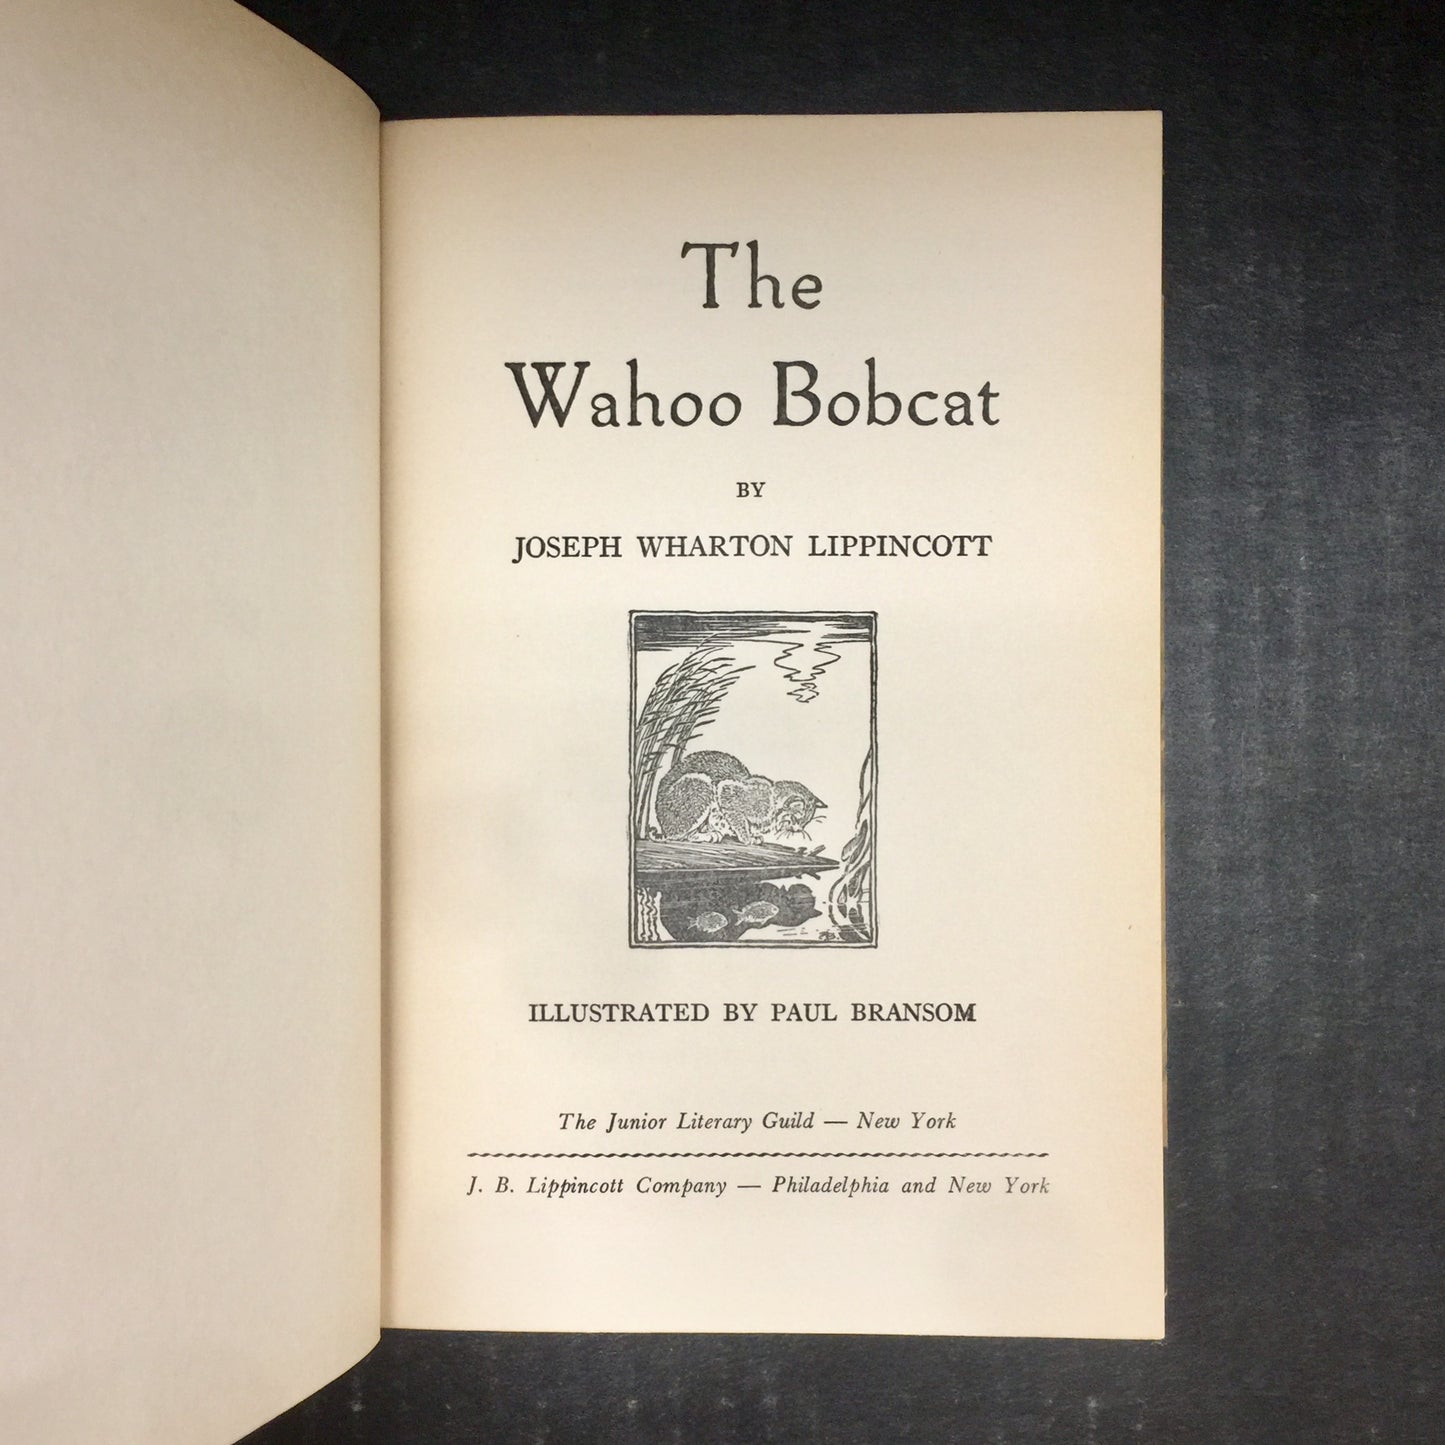 The
Wahoo Bobcat
BY
JOSEPH WHARTON LIPPINCOTT
ILLUSTRATED BY PAUL BRANSOM
The Junior Literary Guild — New York
J. B. Lippincott Company — Philadelphia and New York